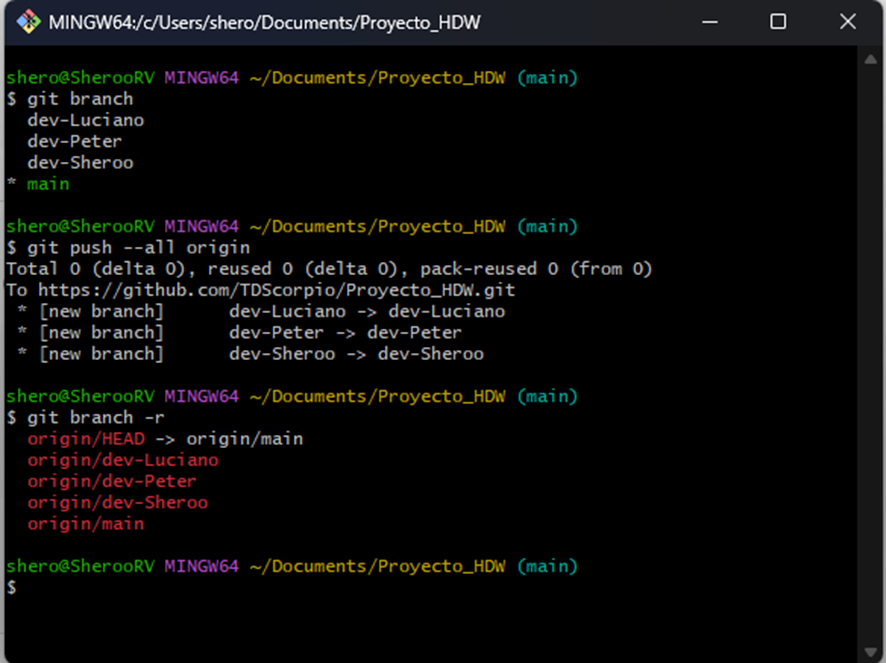 MINGW64:/c/Users/shero/Documents/Proyecto_HDW
shero@SherooRV MINGW64 ~/Documents/Proyecto_HDW (main)
$ git branch
  dev-Luciano
  dev-Peter
  dev-Sheroo
* main
shero@SherooRV MINGW64 ~/Documents/Proyecto_HDW (main)
$ git push --all origin
Total 0 (delta 0), reused 0 (delta 0), pack-reused 0 (from 0)
To https://github.com/TDScorpio/Proyecto_HDW.git
 * [new branch]      dev-Luciano -> dev-Luciano
 * [new branch]      dev-Peter -> dev-Peter
 * [new branch]      dev-Sheroo -> dev-Sheroo
shero@SherooRV MINGW64 ~/Documents/Proyecto_HDW (main)
$ git branch -r
  origin/HEAD -> origin/main
  origin/dev-Luciano
  origin/dev-Peter
  origin/dev-Sheroo
  origin/main
shero@SherooRV MINGW64 ~/Documents/Proyecto_HDW (main)
$